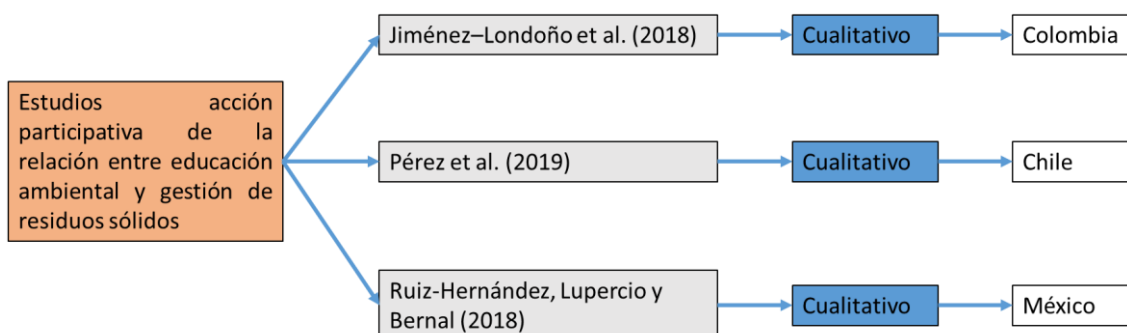 Estudios acción
participativa de la
relación entre educación
ambiental y gestión de
residuos sólidos
Jiménez–Londoño et al. (2018)
Cualitativo
Colombia
Pérez et al. (2019)
Cualitativo
Chile
Ruiz-Hernández, Lupercio y
Bernal (2018)
Cualitativo
México